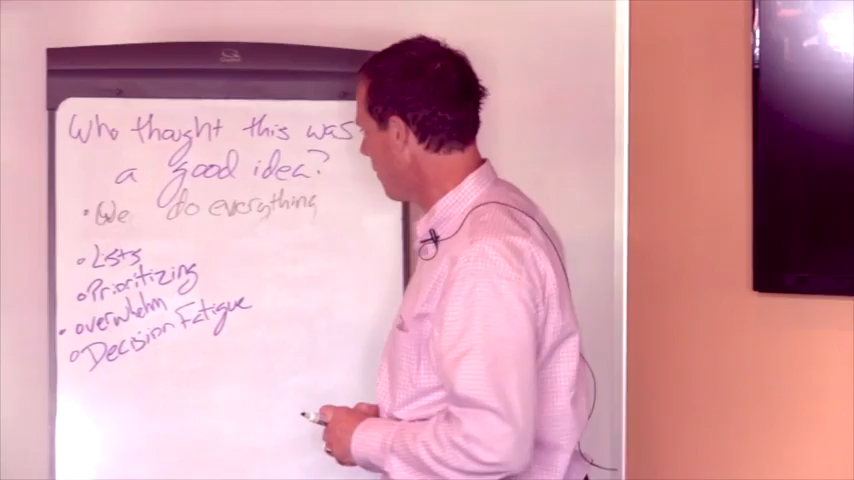 Who thought this was
a good idea?
• We do everything
• Lists
• Prioritizing
• overwhelm
• Decision Fatigue